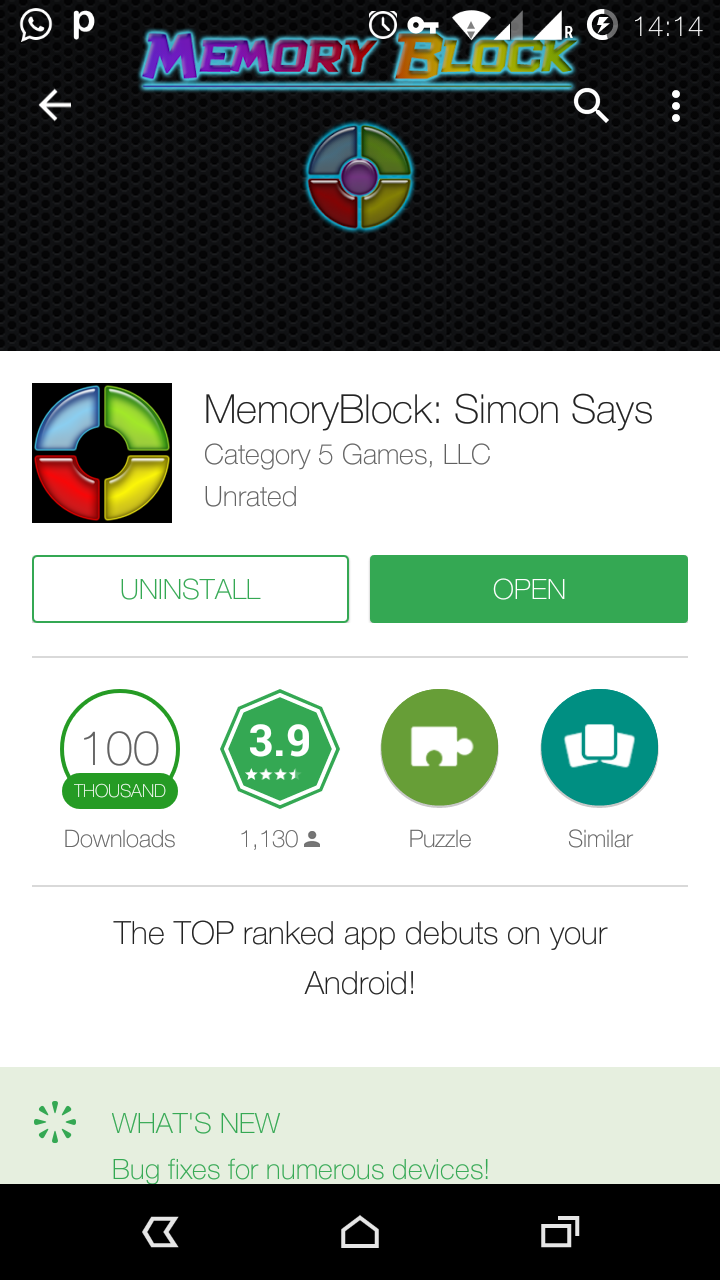 p
R
14:14
MEMORY BLOCK
MemoryBlock: Simon Says
Category 5 Games, LLC
Unrated
UNINSTALL
OPEN
100
THOUSAND
Downloads
3.9
1,130
Puzzle
Similar
The TOP ranked app debuts on your
Android!
WHAT'S NEW
Bug fixes for numerous devices!